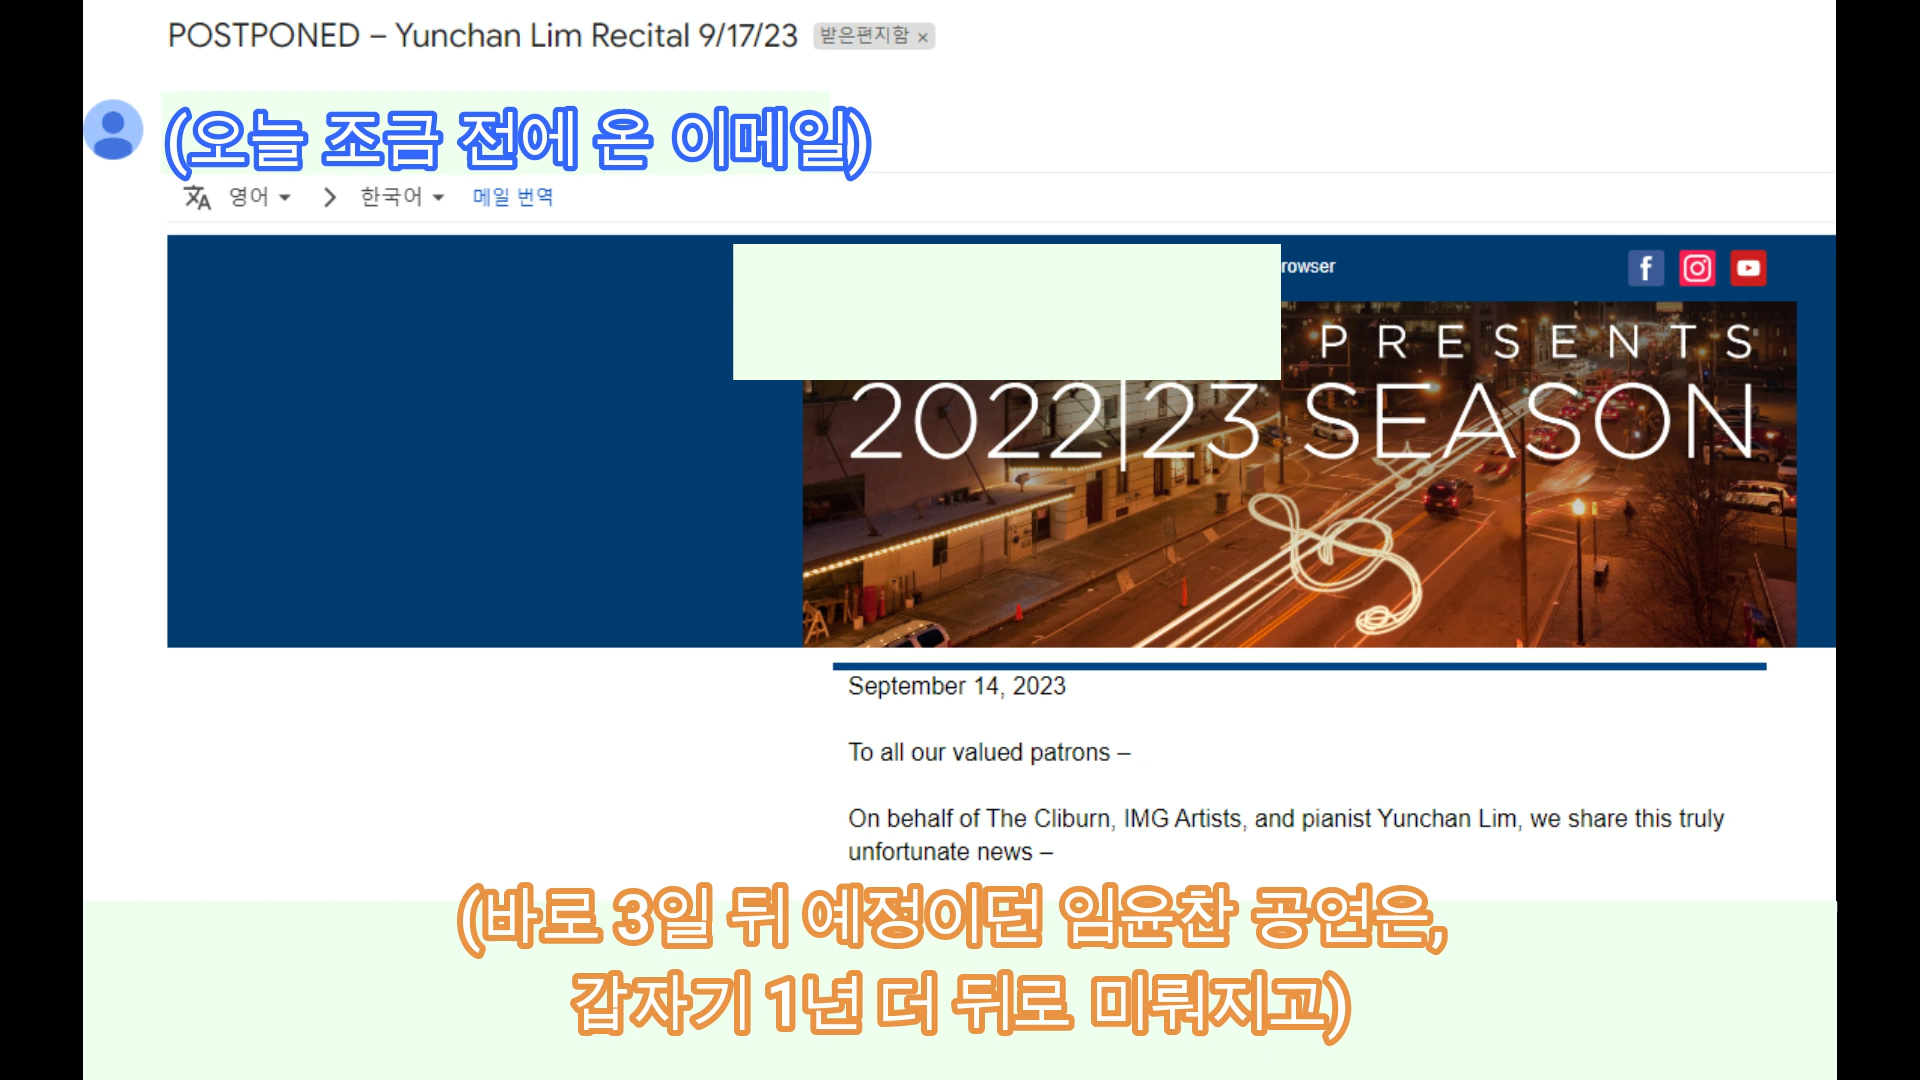 POSTPONED – Yunchan Lim Recital 9/17/23 받은편지함 ×
(오늘 조금 전에 온 이메일)
영어 > 한국어 메일 번역
rowser
PRESENTS
2022|23 SEASON
September 14, 2023
To all our valued patrons –
On behalf of The Cliburn, IMG Artists, and pianist Yunchan Lim, we share this truly
unfortunate news –
(바로 3일 뒤 예정이던 임윤찬 공연은,
갑자기 1년 더 뒤로 미뤄지고)